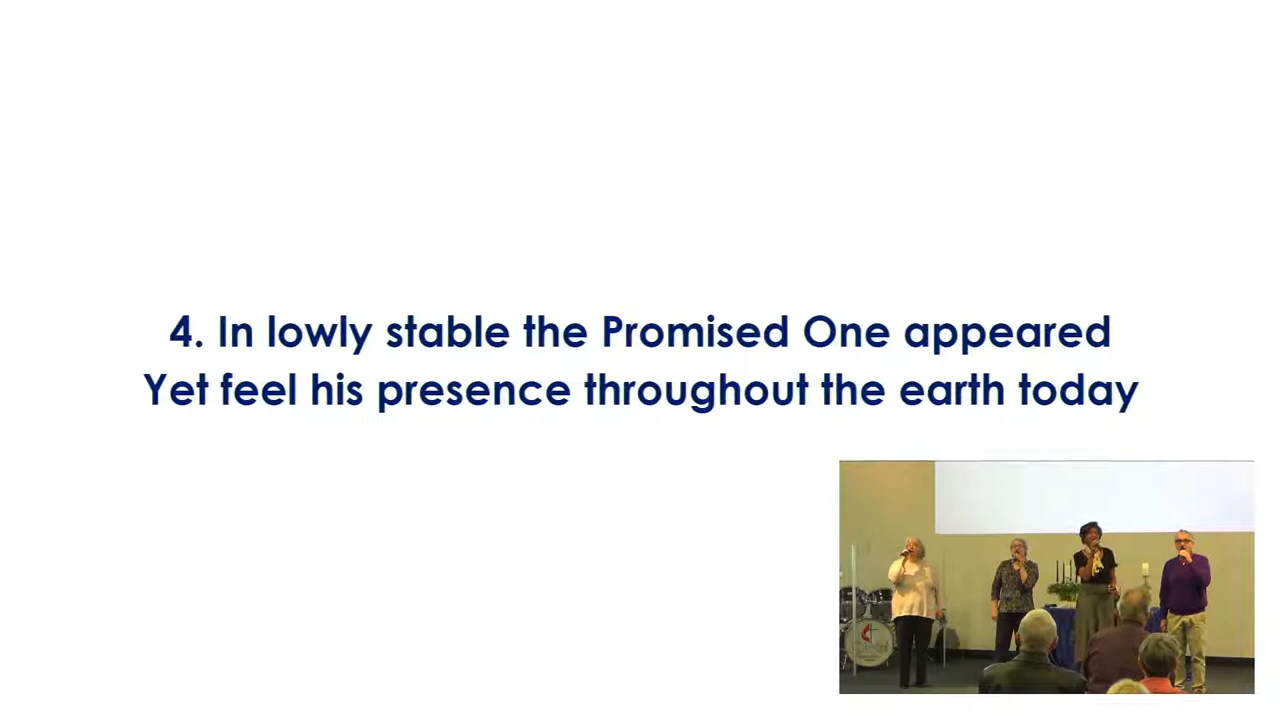 4. In lowly stable the Promised One appeared
Yet feel his presence throughout the earth today